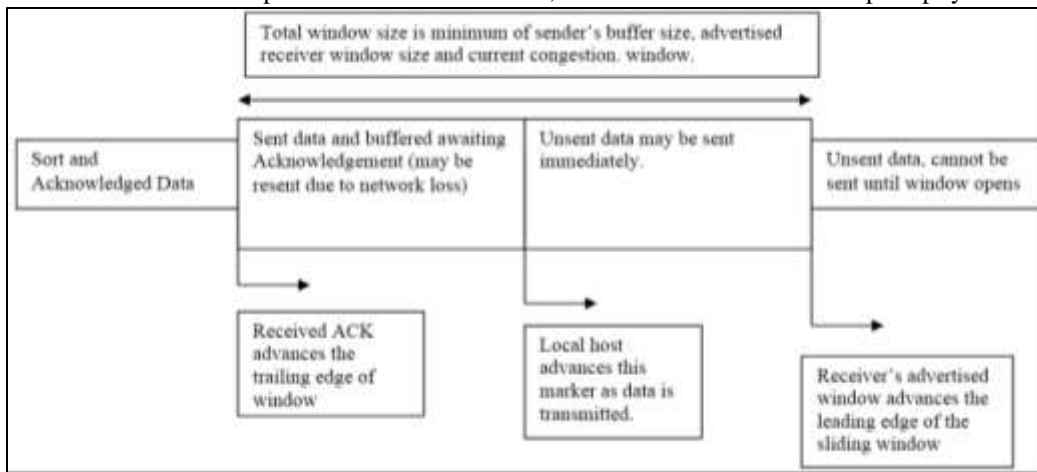 Total window size is minimum of sender's buffer size, advertised
receiver window size and current congestion. window.
Sort and
Acknowledged Data
Sent data and buffered awaiting
Acknowledgement (may be
resent due to network loss)
Unsent data may be sent
immediately.
Unsent data, cannot be
sent until window opens
Received ACK
advances the
trailing edge of
window
Local host
advances this
marker as data is
transmitted.
Receiver's advertised
window advances the
leading edge of the
sliding window